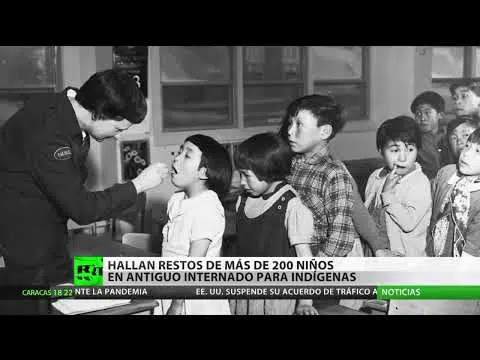 HALLAN RESTOS DE MÁS DE 200 NIÑOS
EN ANTIGUO INTERNADO PARA INDÍGENAS
RT
CARACAS 18 22
NTE LA PANDEMIA
EE. UU. SUSPENDE SU ACUERDO DE TRÁFICO A
NOTICIAS